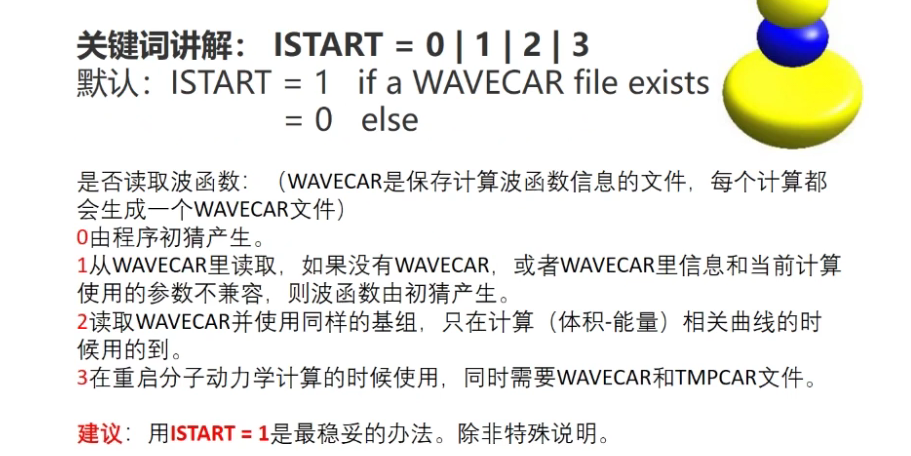 关键词讲解： ISTART = 0 | 1 | 2 | 3
默认：ISTART = 1 if a WAVECAR file exists
= 0 else
是否读取波函数：（WAVECAR是保存计算波函数信息的文件，每个计算都
会生成一个WAVECAR文件）
0由程序初猜产生。
1从WAVECAR里读取，如果没有WAVECAR，或者WAVECAR里信息和当前计算
使用的参数不兼容，则波函数由初猜产生。
2读取WAVECAR并使用同样的基组，只在计算（体积-能量）相关曲线的时
候用的到。
3在重启分子动力学计算的时候使用，同时需要WAVECAR和TMPCAR文件。
建议：用ISTART = 1是最稳妥的办法。除非特殊说明。